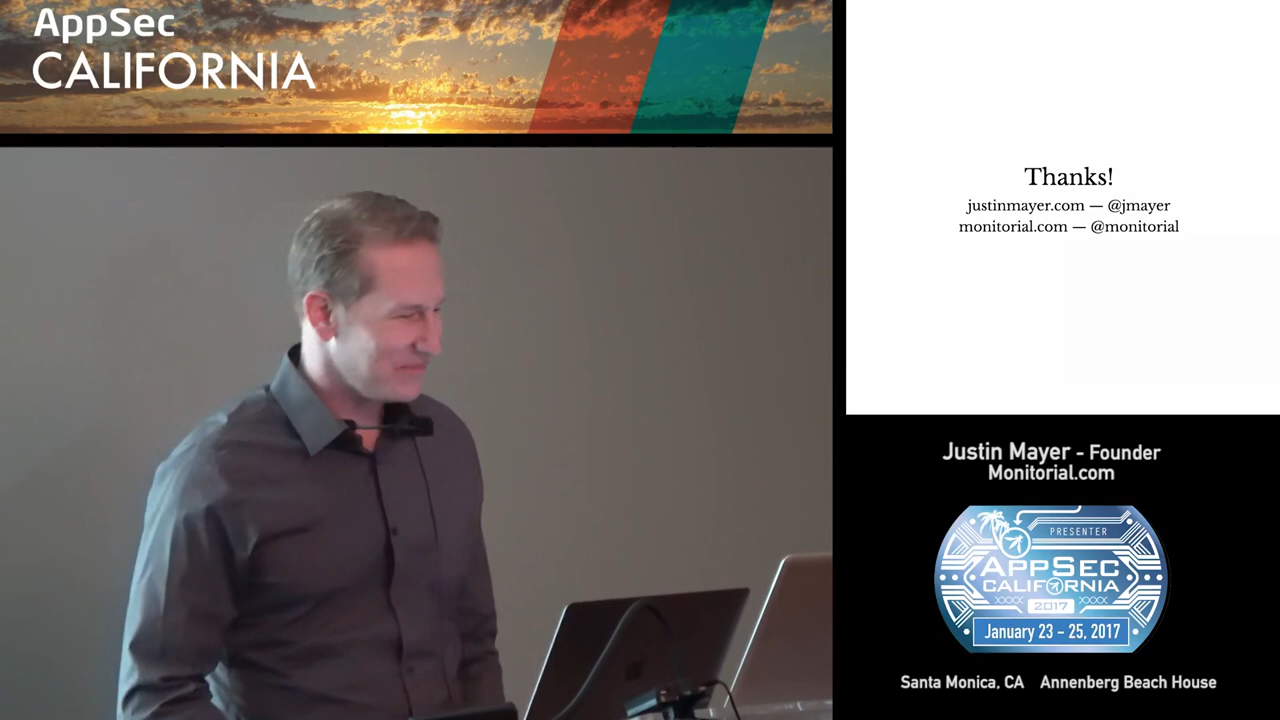 AppSec
CALIFORNIA
Thanks!
justinmayer.com — @jmayer
monitorial.com — @monitorial
Justin Mayer - Founder
Monitorial.com
PRESENTER
APPSEC
CALIFORNIA
2017
January 23 - 25, 2017
Santa Monica, CA Annenberg Beach House